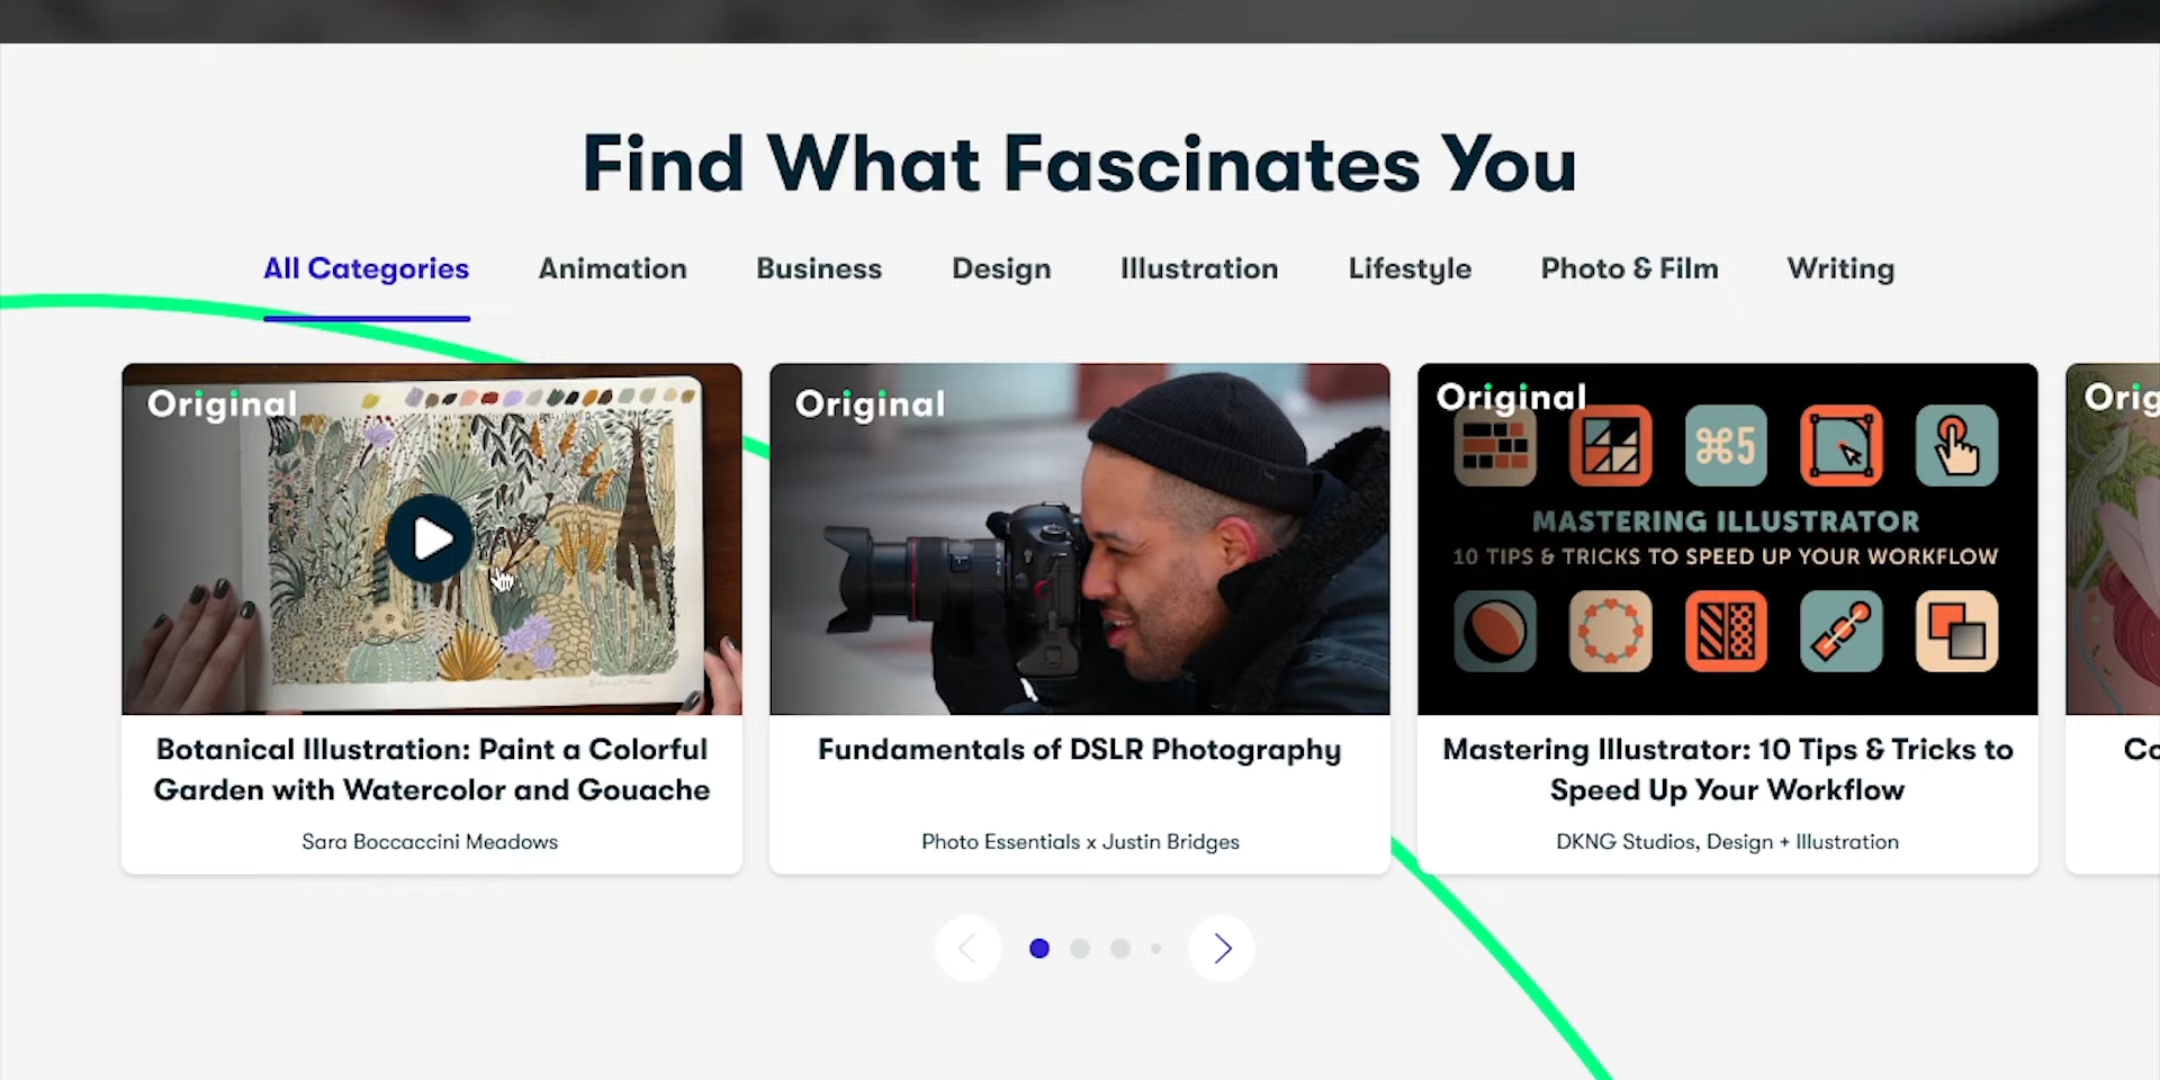 Find What Fascinates You
All Categories Animation Business Design Illustration Lifestyle Photo & Film Writing
Original
Original
Original
⌘5
MASTERING ILLUSTRATOR
10 TIPS & TRICKS TO SPEED UP YOUR WORKFLOW
Orig
Botanical Illustration: Paint a Colorful
Garden with Watercolor and Gouache
Sara Boccaccini Meadows
Fundamentals of DSLR Photography
Photo Essentials x Justin Bridges
Mastering Illustrator: 10 Tips & Tricks to
Speed Up Your Workflow
DKNG Studios, Design + Illustration
Co